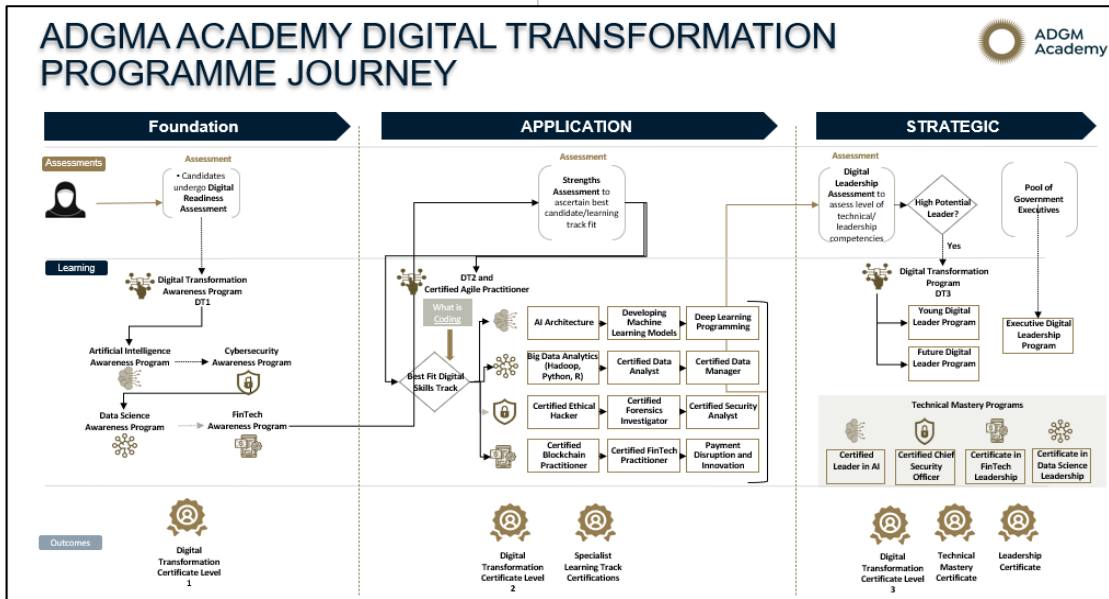 ADGMA ACADEMY DIGITAL TRANSFORMATION
PROGRAMME JOURNEY
ADGM
Academy
Foundation
APPLICATION
STRATEGIC
Assessments
Assessment
• Candidates
undergo Digital
Readiness
Assessment
Assessment
Strengths
Assessment to
ascertain best
candidate/learning
track fit
Assessment
Digital
Leadership
Assessment to
assess level of
technical/
leadership
competencies
High Potential
Leader?
Yes
Pool of
Government
Executives
Learning
Digital Transformation
Awareness Program
DT1
Artificial Intelligence
Awareness Program
Cybersecurity
Awareness Program
Data Science
Awareness Program
FinTech
Awareness Program
DT2 and
Certified Agile Practitioner
What is
Coding
Best Fit Digital
Skills Track
AI Architecture
Developing
Machine
Learning Models
Deep Learning
Programming
Big Data Analytics
(Hadoop,
Python, R)
Certified Data
Analyst
Certified Data
Manager
Certified Ethical
Hacker
Certified
Forensics
Investigator
Certified Security
Analyst
Certified
Blockchain
Practitioner
Certified FinTech
Practitioner
Payment
Disruption and
Innovation
Digital Transformation
Program
DT3
Young Digital
Leader Program
Future Digital
Leader Program
Executive Digital
Leadership
Program
Technical Mastery Programs
Certified
Leader in AI
Certified Chief
Security
Officer
Certificate in
FinTech
Leadership
Certificate in
Data Science
Leadership
Outcomes
Digital
Transformation
Certificate Level
1
Digital
Transformation
Certificate Level
2
Specialist
Learning Track
Certifications
Digital
Transformation
Certificate Level
3
Technical
Mastery
Certificate
Leadership
Certificate